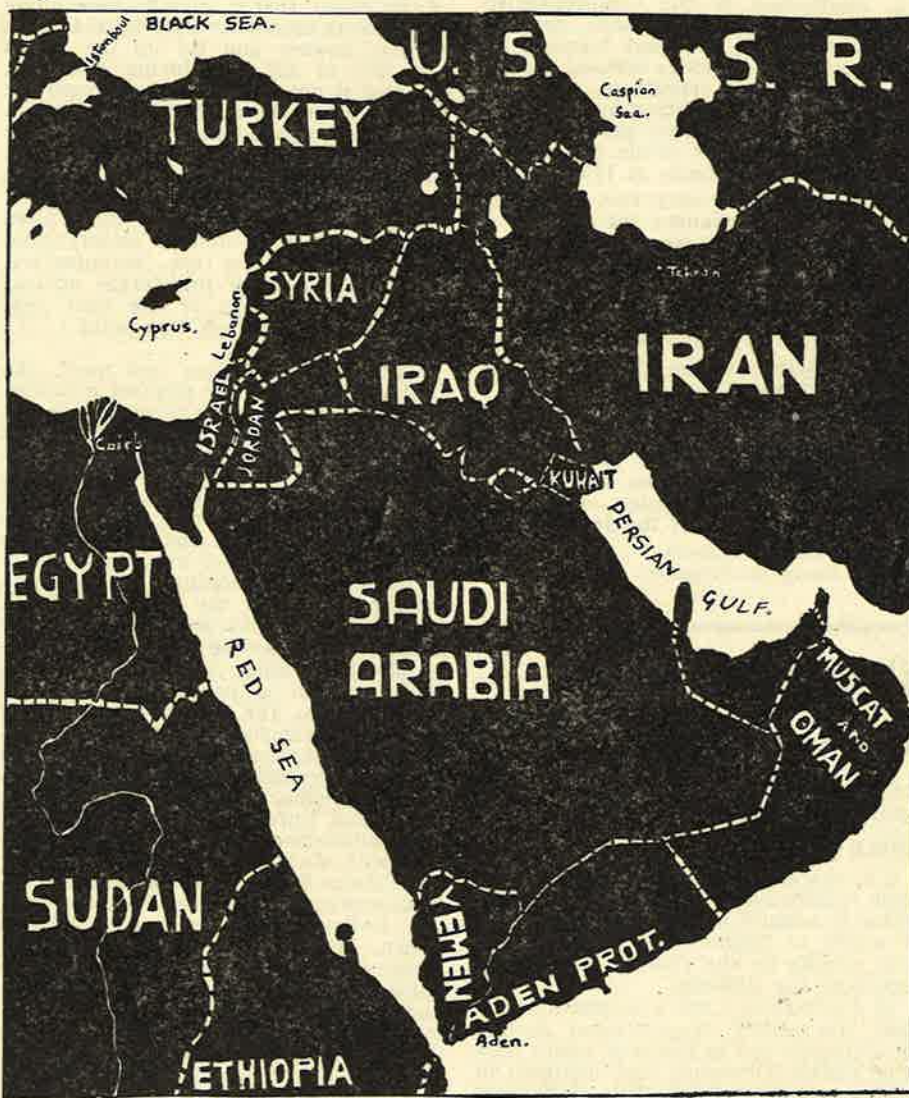 BLACK SEA.
Istamboul
U. S. S. R.
Caspian
Sea.
TURKEY
Tehran
SYRIA
Cyprus.
Lebanon
ISRAEL
JORDAN
IRAQ
IRAN
Cairo
KUWAIT
PERSIAN
GULF.
EGYPT
SAUDI
ARABIA
RED
SEA
MUSCAT
AND
OMAN
SUDAN
YEMEN
ADEN PROT.
Aden.
ETHIOPIA